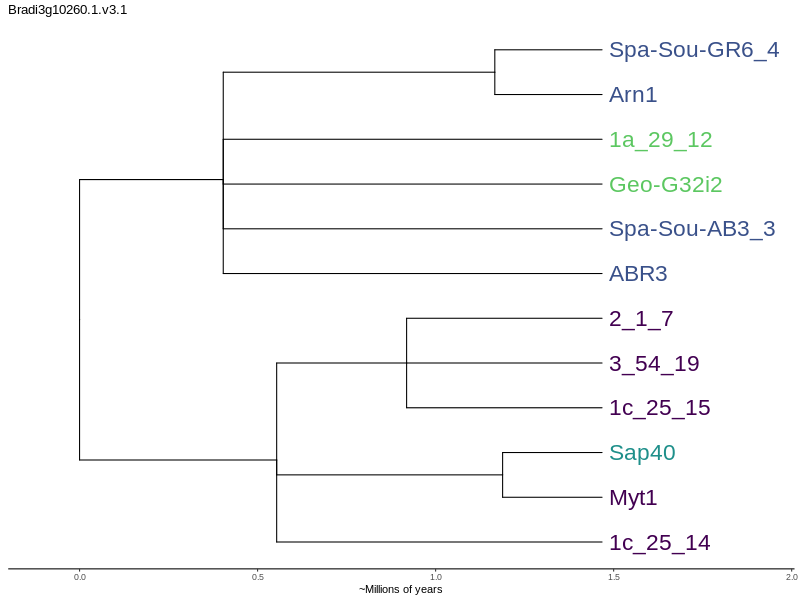 Bradi3g10260.1.v3.1
Spa-Sou-GR6_4
Arn1
1a_29_12
Geo-G32i2
Spa-Sou-AB3_3
ABR3
2_1_7
3_54_19
1c_25_15
Sap40
Myt1
1c_25_14
0.0 0.5 1.0 1.5 2.0
~Millions of years